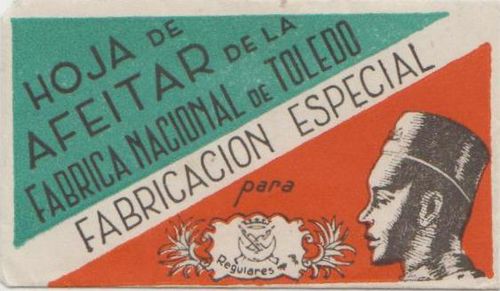 HOJA DE
AFEITAR DE LA
FABRICA NACIONAL DE TOLEDO
FABRICACION ESPECIAL
para
Regulares